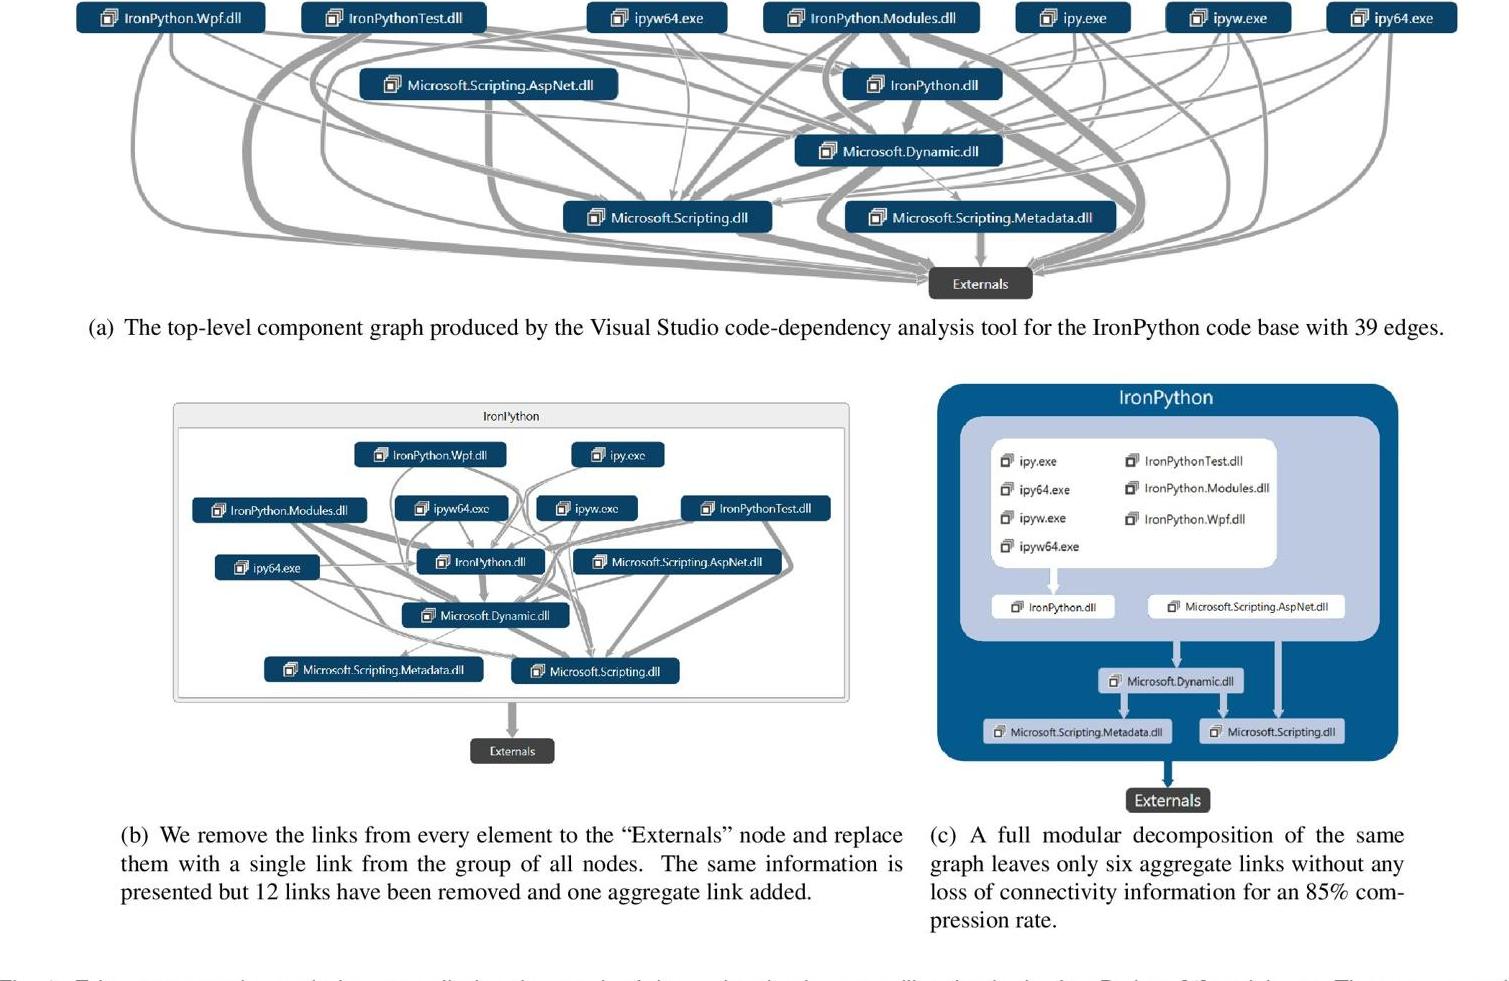 IronPython.Wpf.dll
IronPythonTest.dll
ipyw64.exe
IronPython.Modules.dll
ipy.exe
ipyw.exe
ipy64.exe
Microsoft.Scripting.AspNet.dll
IronPython.dll
Microsoft.Dynamic.dll
Microsoft.Scripting.dll
Microsoft.Scripting.Metadata.dll
Externals
(a) The top-level component graph produced by the Visual Studio code-dependency analysis tool for the IronPython code base with 39 edges.
IronPython
IronPython.Wpf.dll
ipy.exe
IronPython.Modules.dll
ipyw64.exe
ipyw.exe
IronPythonTest.dll
ipy64.exe
IronPython.dll
Microsoft.Scripting.AspNet.dll
Microsoft.Dynamic.dll
Microsoft.Scripting.Metadata.dll
Microsoft.Scripting.dll
Externals
(b) We remove the links from every element to the “Externals” node and replace
them with a single link from the group of all nodes. The same information is
presented but 12 links have been removed and one aggregate link added.
IronPython
ipy.exe
IronPythonTest.dll
ipy64.exe
IronPython.Modules.dll
ipyw.exe
IronPython.Wpf.dll
ipyw64.exe
IronPython.dll
Microsoft.Scripting.AspNet.dll
Microsoft.Dynamic.dll
Microsoft.Scripting.Metadata.dll
Microsoft.Scripting.dll
Externals
(c) A full modular decomposition of the same
graph leaves only six aggregate links without any
loss of connectivity information for an 85% com-
pression rate.